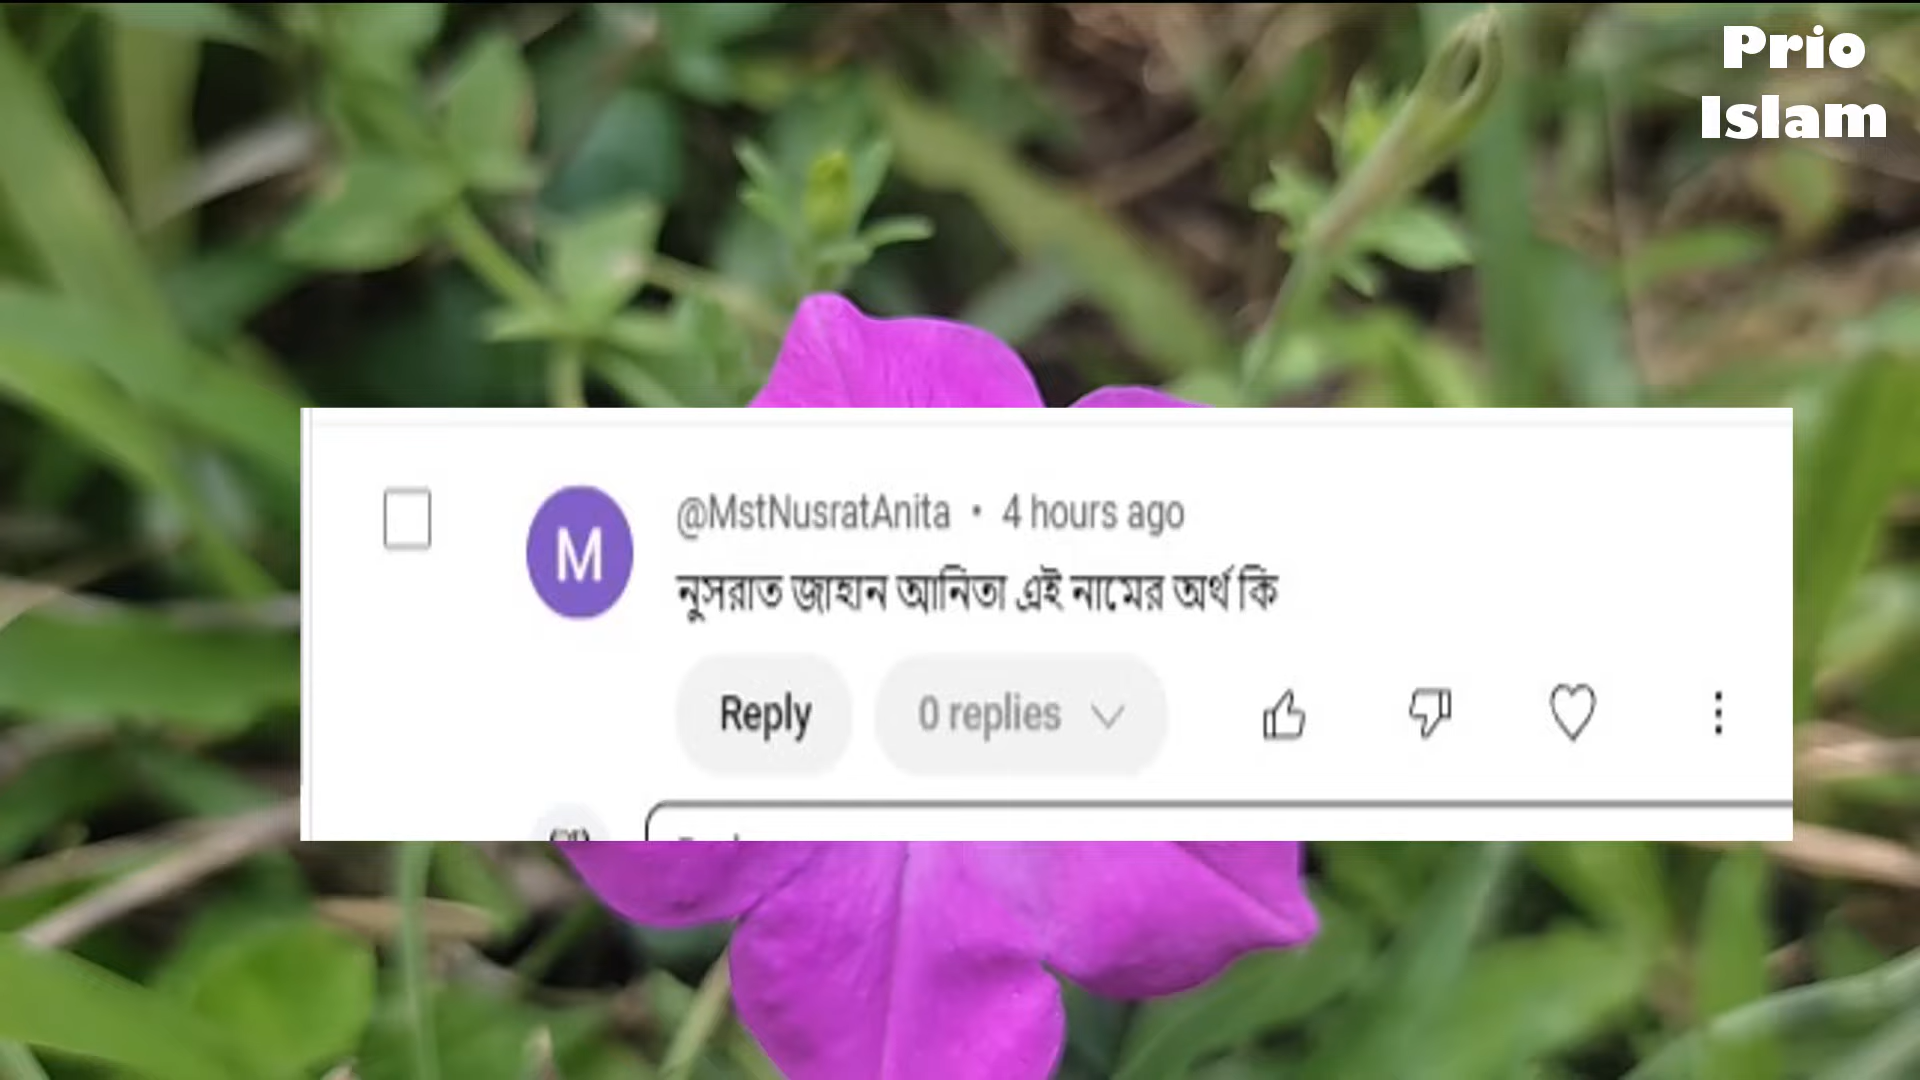 Prio
Islam
@MstNusratAnita • 4 hours ago
নুসরাত জাহান আনিতা এই নামের অর্থ কি
Reply
0 replies
M